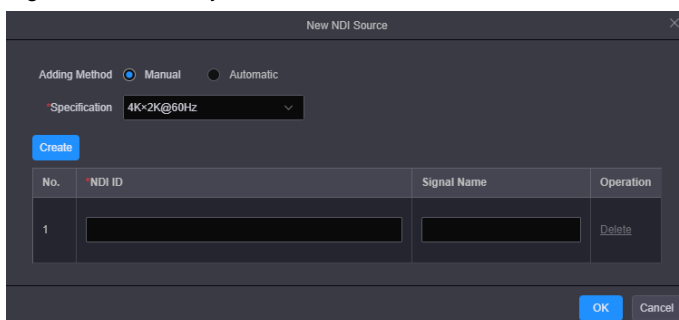 New NDI Source
Adding Method Manual Automatic
*Specification 4K×2K@60Hz
Create
No. *NDI ID Signal Name Operation
1 Delete
OK Cancel